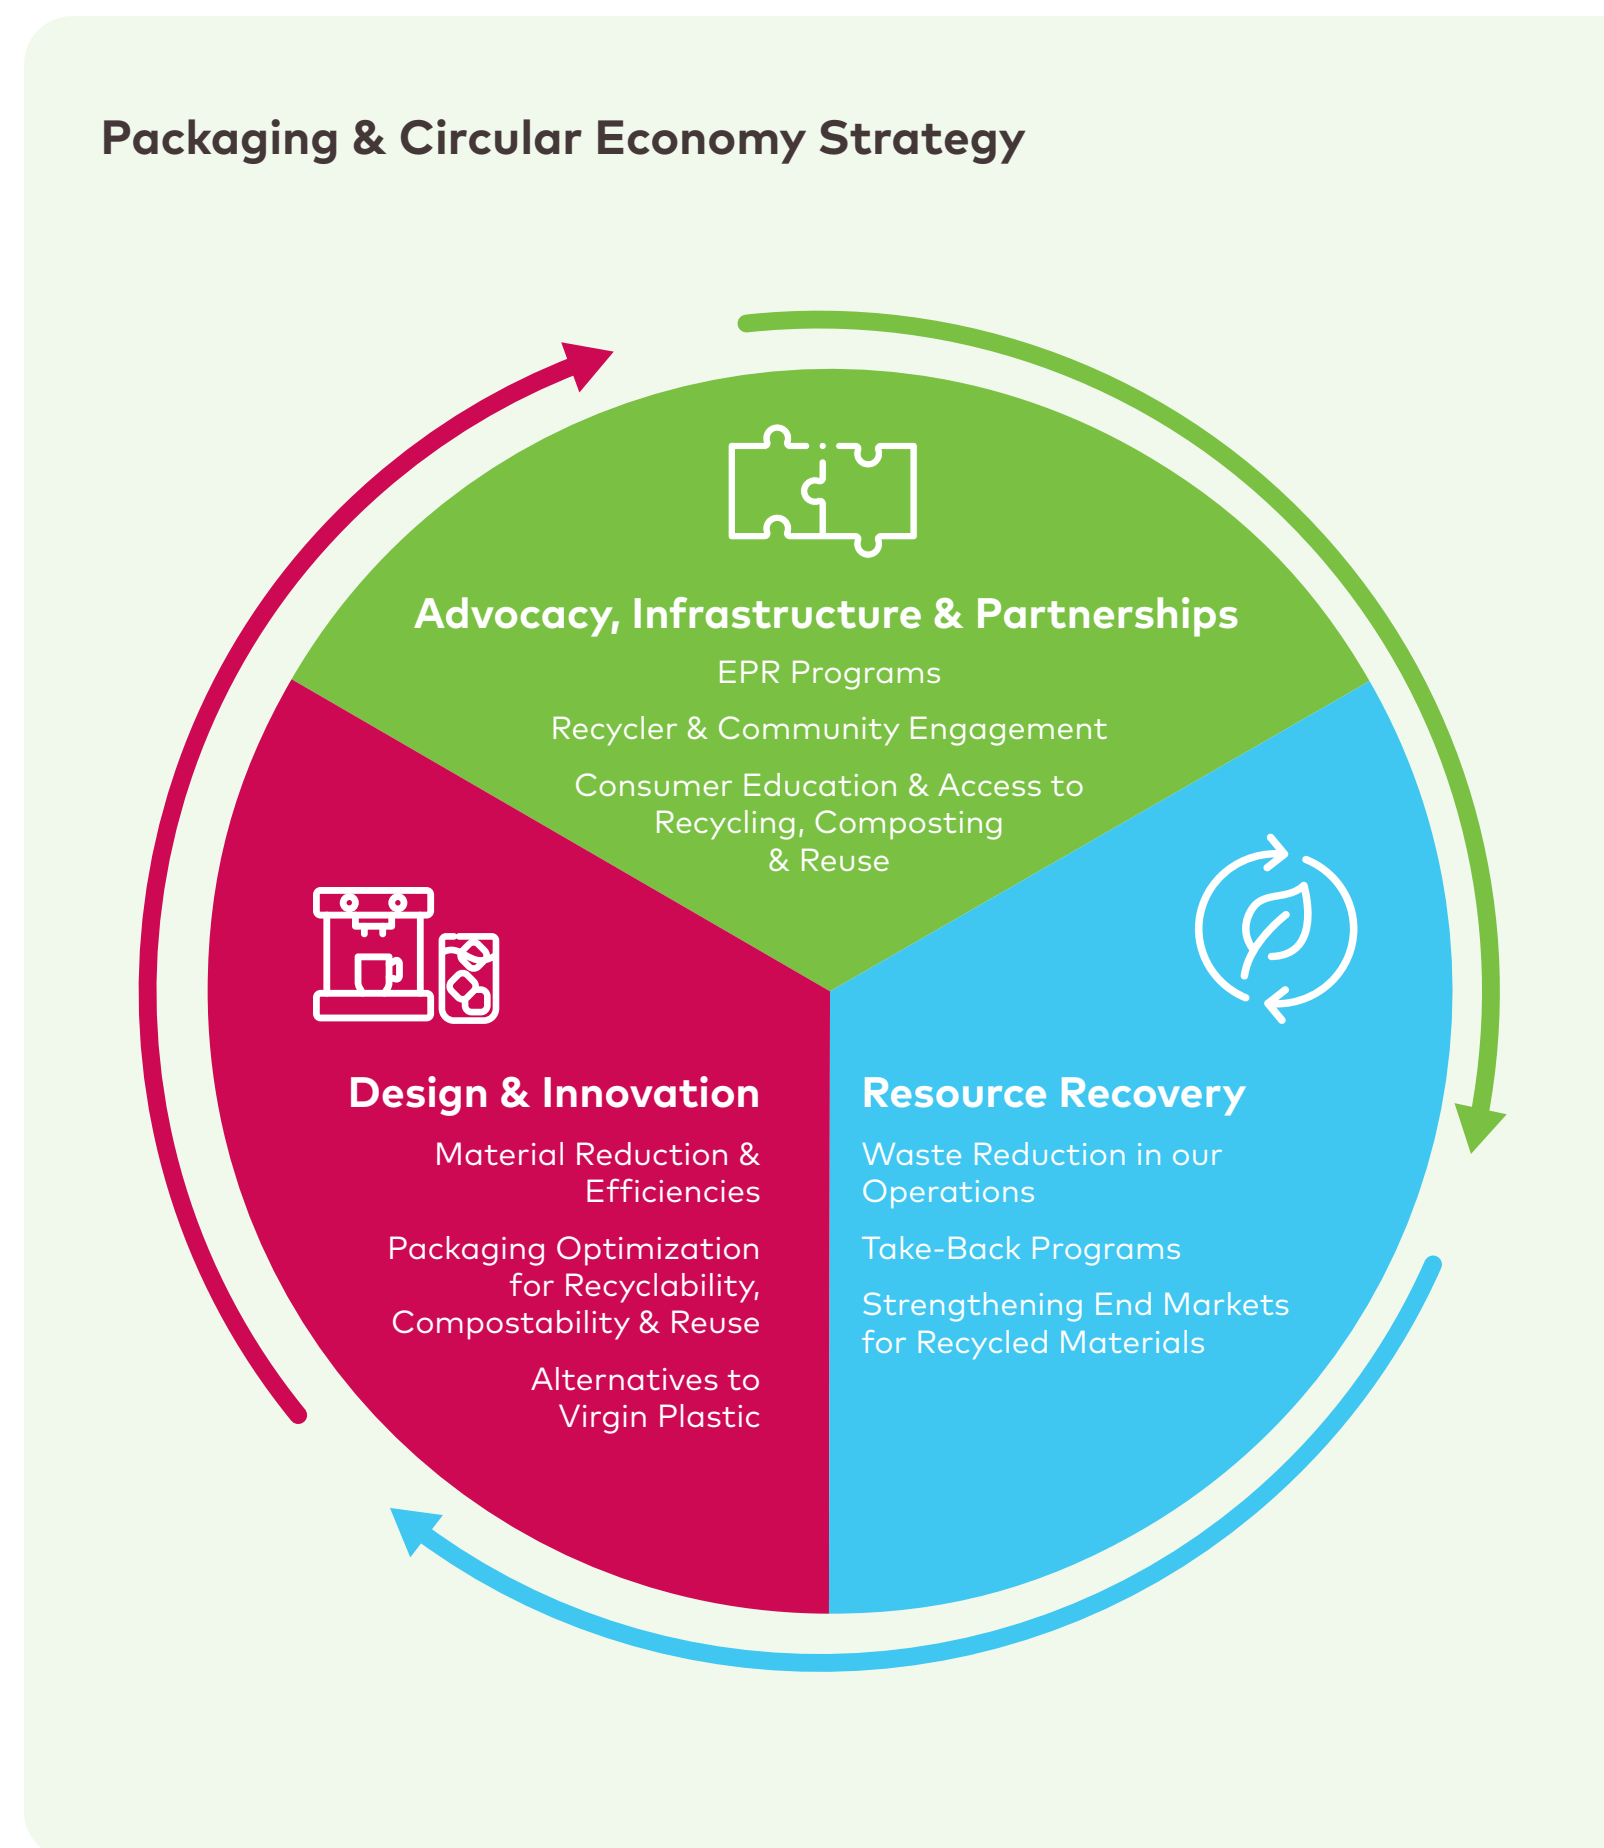 Packaging & Circular Economy Strategy
Advocacy, Infrastructure & Partnerships
EPR Programs
Recycler & Community Engagement
Consumer Education & Access to
Recycling, Composting
& Reuse
Design & Innovation
Material Reduction &
Efficiencies
Packaging Optimization
for Recyclability,
Compostability & Reuse
Alternatives to
Virgin Plastic
Resource Recovery
Waste Reduction in our
Operations
Take-Back Programs
Strengthening End Markets
for Recycled Materials